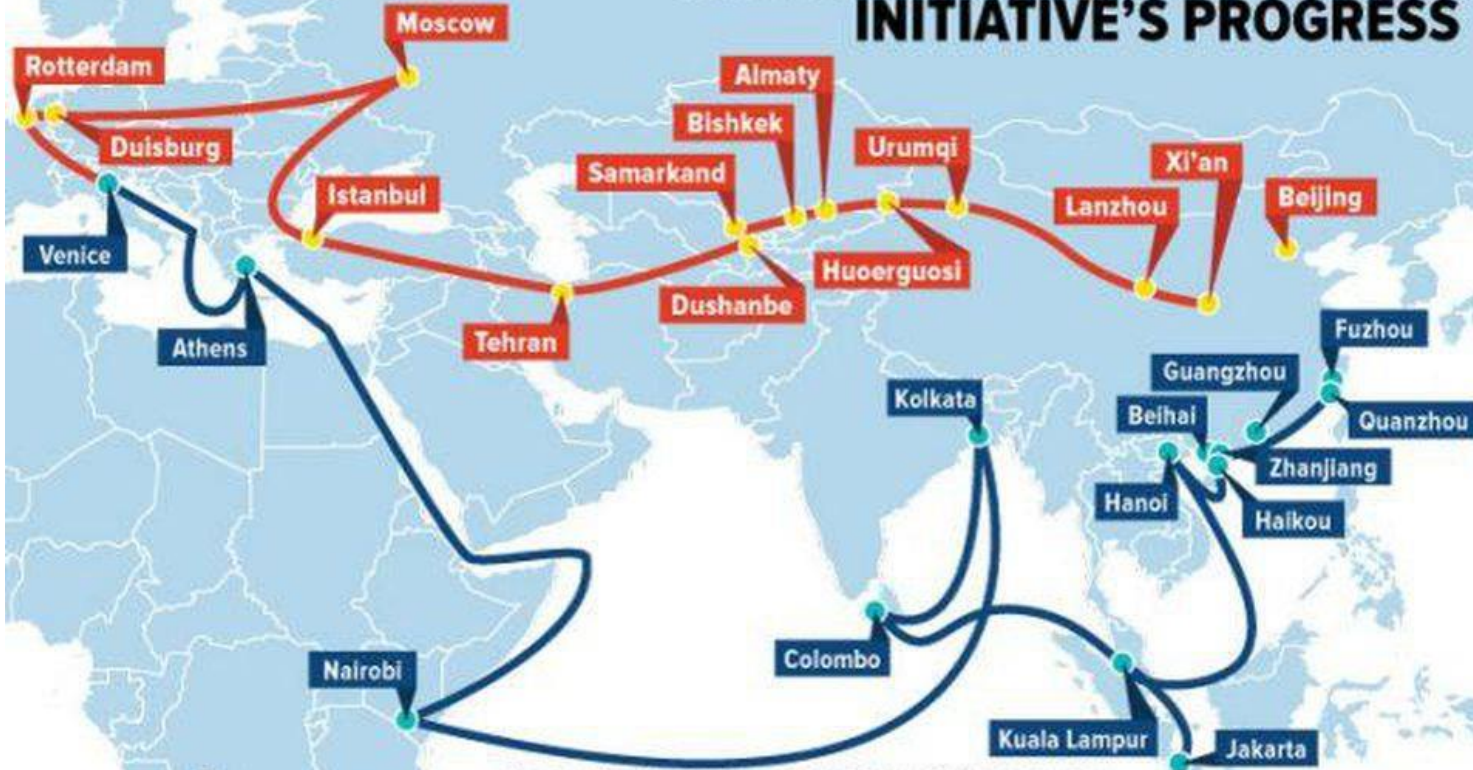 INITIATIVE'S PROGRESS
Moscow
Rotterdam
Almaty
Bishkek
Duisburg
Urumqi
Xi'an
Samarkand
Istanbul
Lanzhou
Beijing
Venice
Huoerguosi
Dushanbe
Tehran
Athens
Fuzhou
Guangzhou
Kolkata
Beihai
Quanzhou
Zhanjiang
Hanoi
Haikou
Colombo
Nairobi
Kuala Lampur
Jakarta